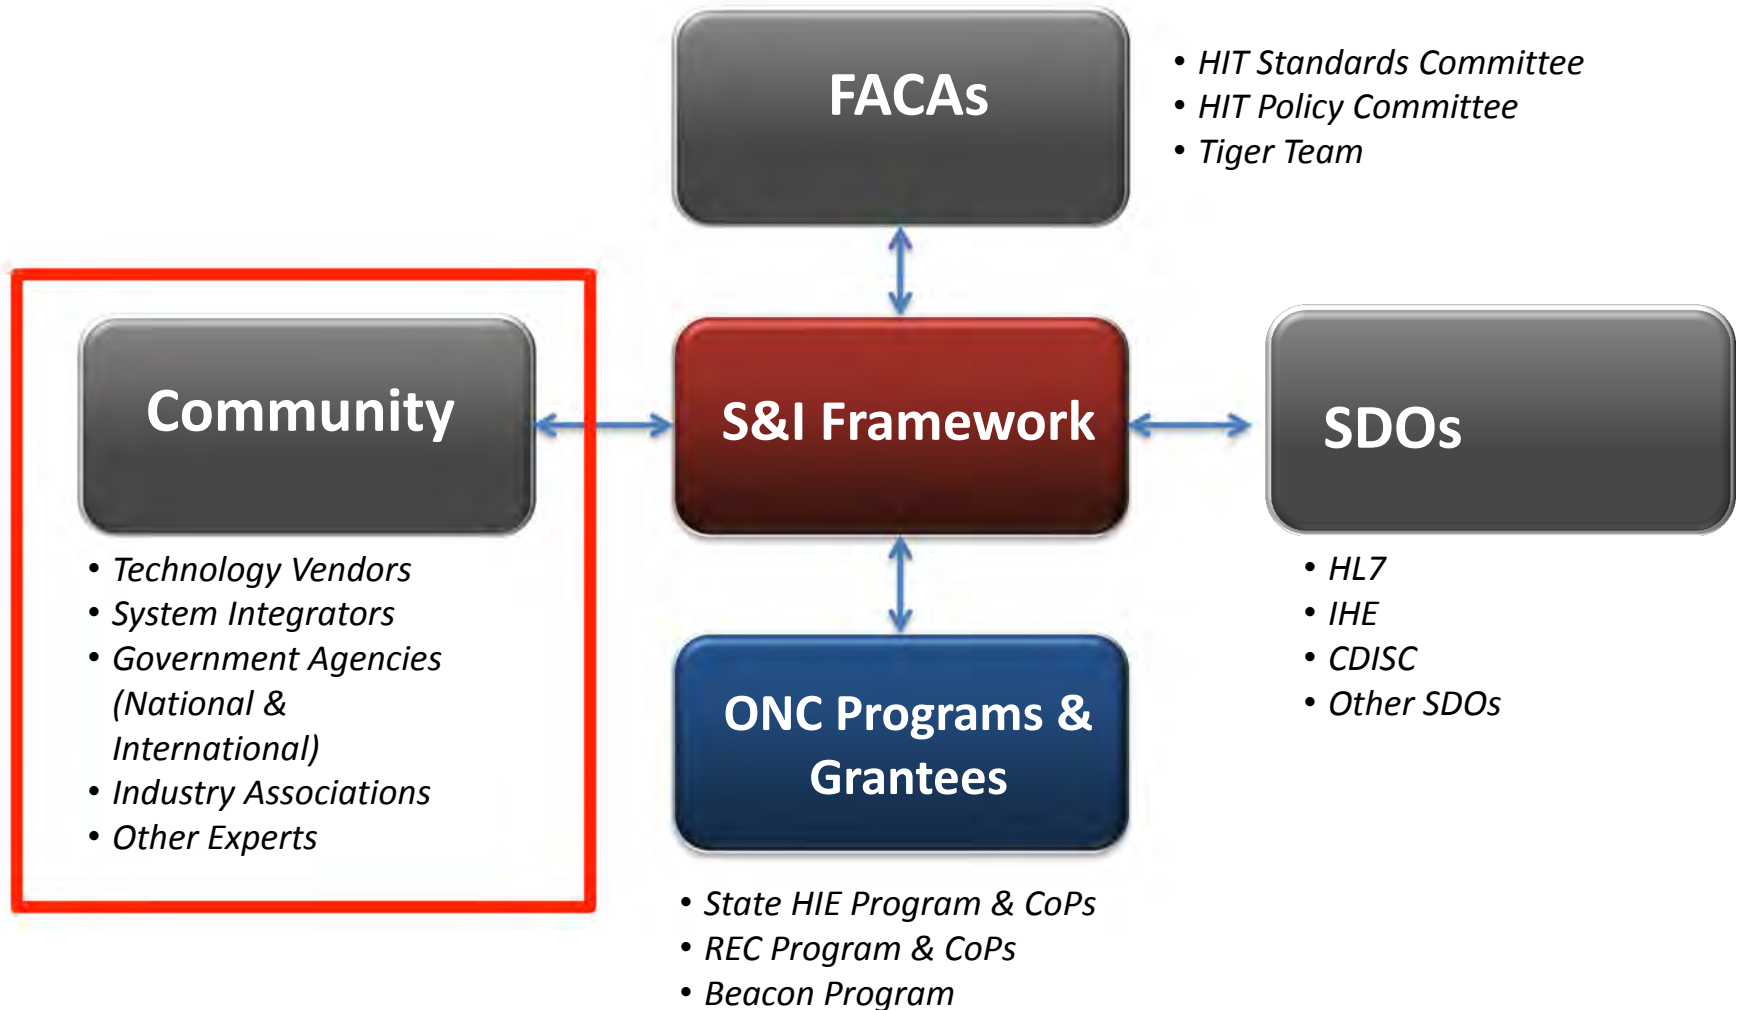 FACAs
• HIT Standards Committee
• HIT Policy Committee
• Tiger Team
Community
• Technology Vendors
• System Integrators
• Government Agencies
(National &
International)
• Industry Associations
• Other Experts
S&I Framework
SDOs
• HL7
• IHE
• CDISC
• Other SDOs
ONC Programs &
Grantees
• State HIE Program & CoPs
• REC Program & CoPs
• Beacon Program